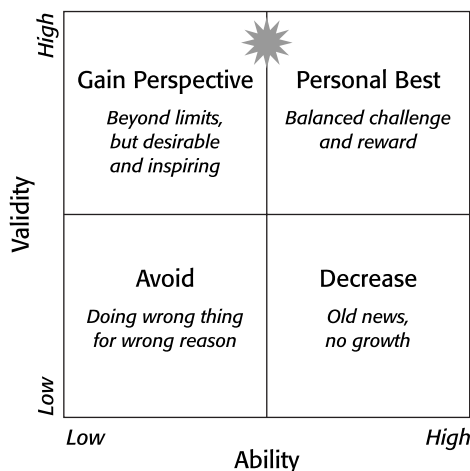 High
Gain Perspective
Beyond limits,
but desirable
and inspiring
Personal Best
Balanced challenge
and reward
Validity
Avoid
Doing wrong thing
for wrong reason
Decrease
Old news,
no growth
Low
Low
High
Ability